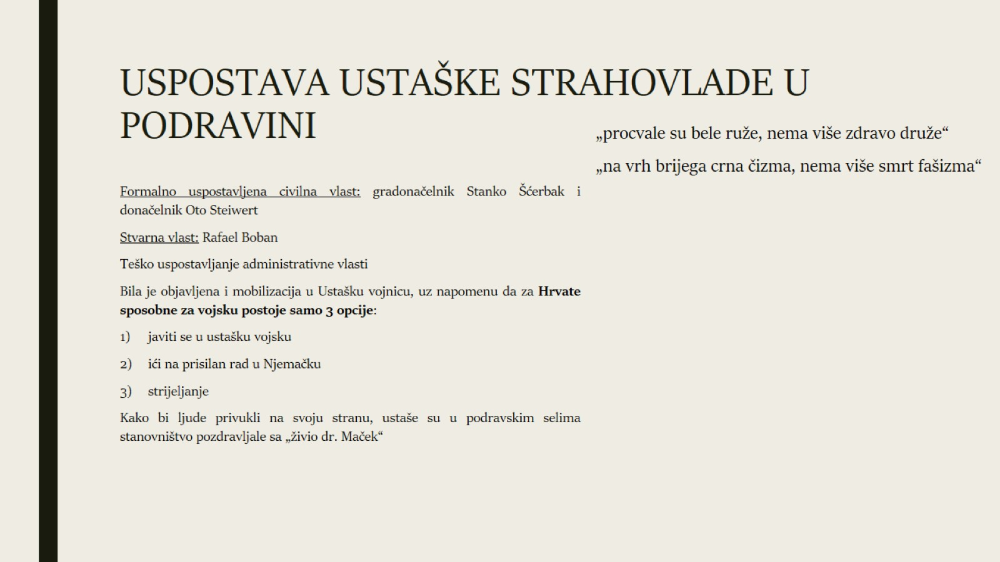 USPOSTAVA USTAŠKE STRAHOVLADE U
PODRAVINI
„procvale su bele ruže, nema više zdravo druže“
„na vrh brijega crna čizma, nema više smrt fašizma“
Formalno uspostavljena civilna vlast: gradonačelnik Stanko Šćerbak i
donačelnik Oto Steiwert
Stvarna vlast: Rafael Boban
Teško uspostavljanje administrativne vlasti
Bila je objavljena i mobilizacija u Ustašku vojnicu, uz napomenu da za Hrvate
sposobne za vojsku postoje samo 3 opcije:
1) javiti se u ustašku vojsku
2) ići na prisilan rad u Njemačku
3) strijeljanje
Kako bi ljude privukli na svoju stranu, ustaše su u podravskim selima
stanovništvo pozdravljale sa „živio dr. Maček“